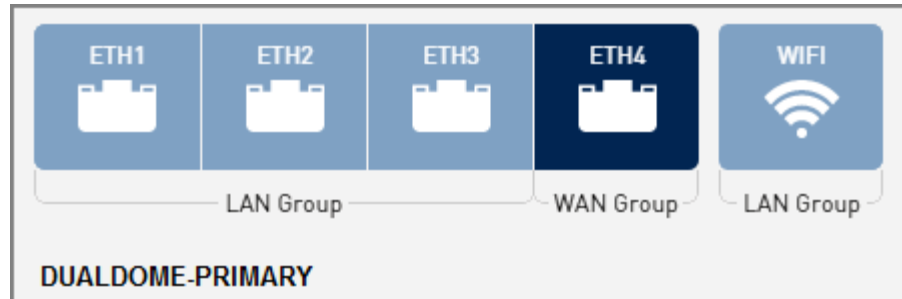 ETH1 ETH2 ETH3 ETH4 WIFI
LAN Group WAN Group LAN Group
DUALDOME-PRIMARY